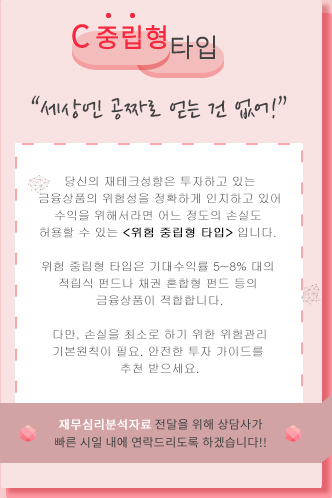 C 중립형 타입
“세상엔 공짜로 얻는 건 없어!”
당신의 재테크성향은 투자하고 있는
금융상품의 위험성을 정확하게 인지하고 있어
수익을 위해서라면 어느 정도의 손실도
허용할 수 있는 <위험 중립형 타입> 입니다.
위험 중립형 타입은 기대수익률 5~8% 대의
적립식 펀드나 채권 혼합형 펀드 등의
금융상품이 적합합니다.
다만, 손실을 최소로 하기 위한 위험관리
기본원칙이 필요. 안전한 투자 가이드를
추천 받으세요.
재무심리분석자료 전달을 위해 상담사가
빠른 시일 내에 연락드리도록 하겠습니다!!